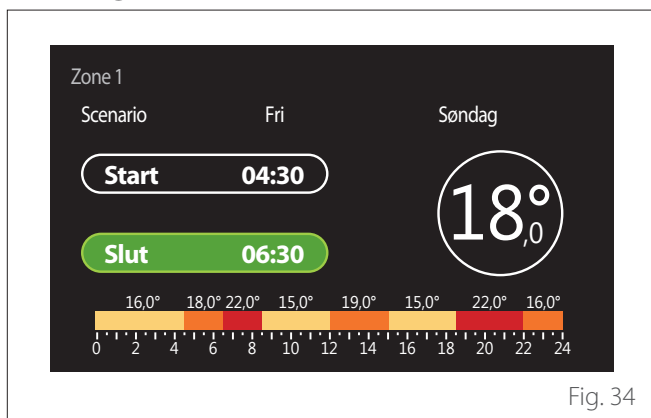 Zone 1
Scenario Fri Søndag
Start 04:30
18°,0
Slut 06:30
16,0° 18,0° 22,0° 15,0° 19,0° 15,0° 22,0° 16,0°
0 2 4 6 8 10 12 14 16 18 20 22 24
Fig. 34